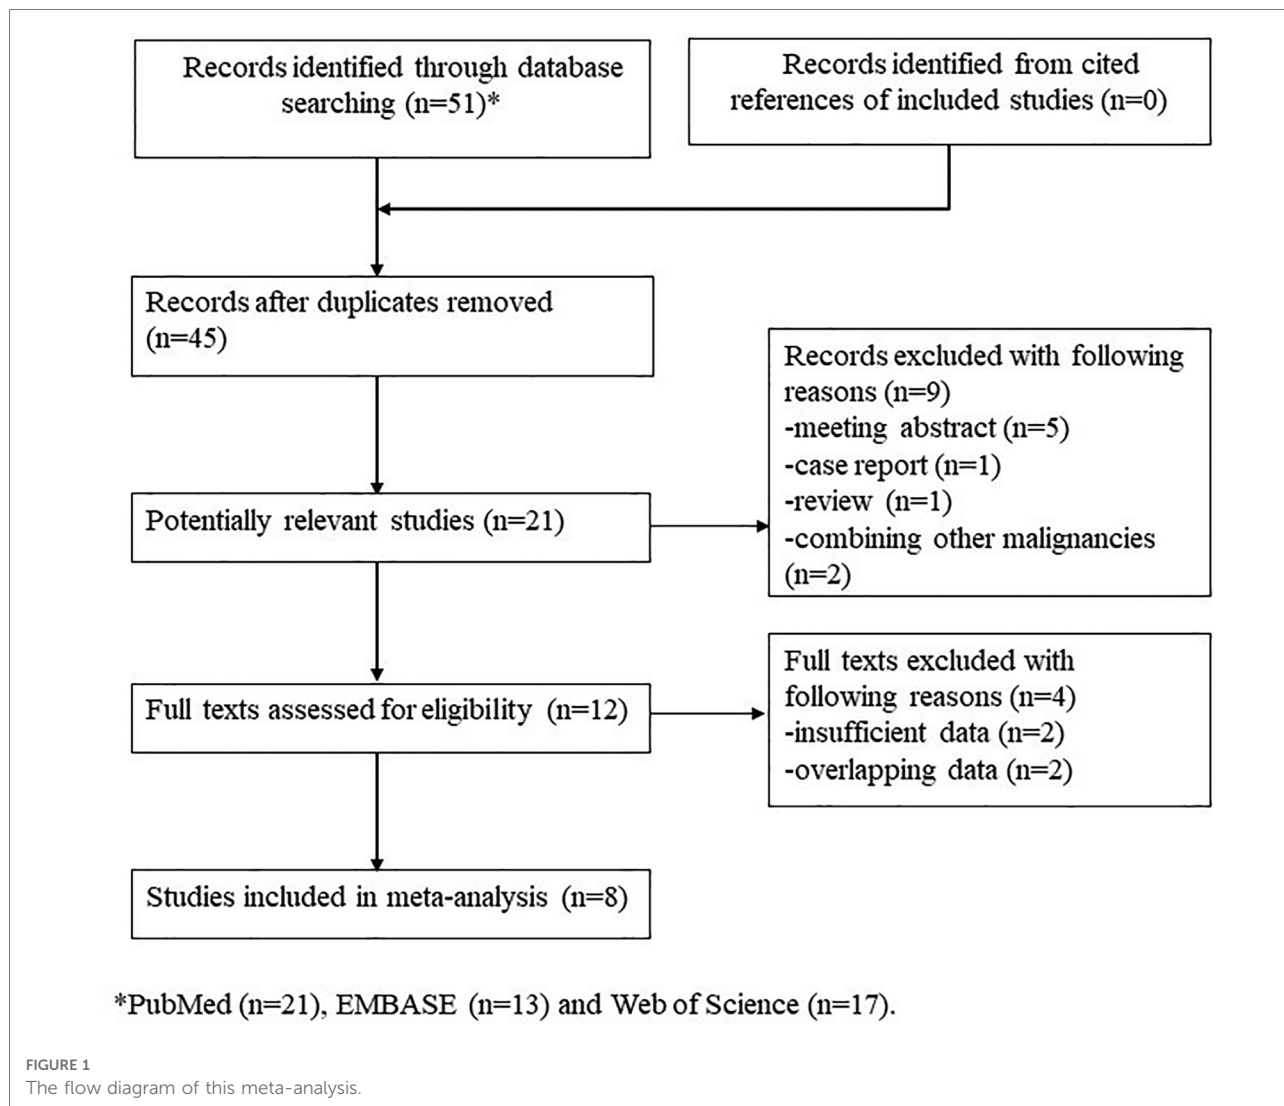 Records identified through database
searching (n=51)*
Records identified from cited
references of included studies (n=0)
Records after duplicates removed
(n=45)
Records excluded with following
reasons (n=9)
-meeting abstract (n=5)
-case report (n=1)
-review (n=1)
-combining other malignancies
(n=2)
Potentially relevant studies (n=21)
Full texts excluded with
following reasons (n=4)
-insufficient data (n=2)
-overlapping data (n=2)
Full texts assessed for eligibility (n=12)
Studies included in meta-analysis (n=8)
*PubMed (n=21), EMBASE (n=13) and Web of Science (n=17).
FIGURE 1
The flow diagram of this meta-analysis.